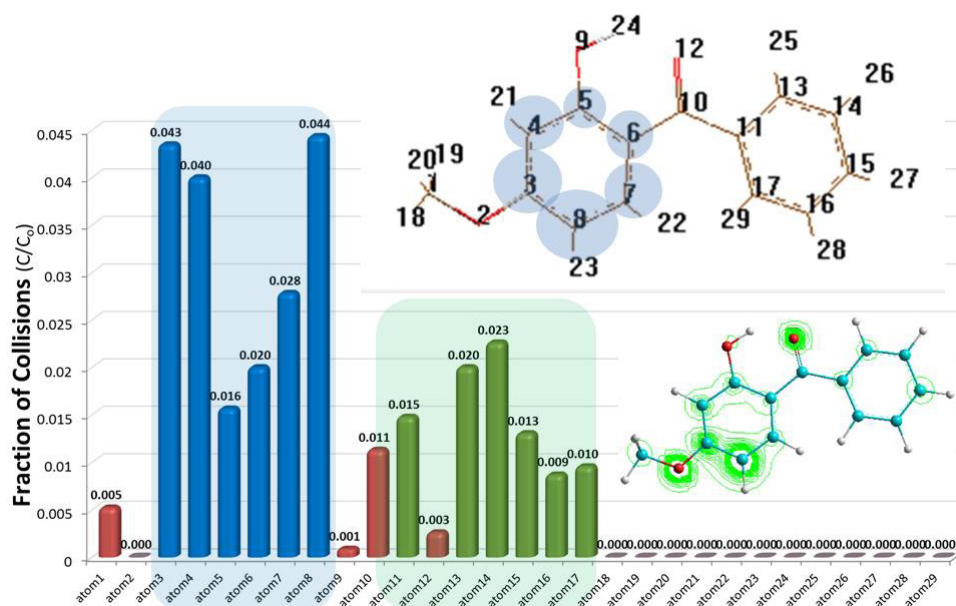 Fraction of Collisions (C/C₀)
0.045
0.04
0.035
0.03
0.025
0.02
0.015
0.01
0.005
0
0.005
0.000
0.043
0.040
0.016
0.020
0.028
0.044
0.001
0.011
0.015
0.003
0.020
0.023
0.013
0.009
0.010
0.000
0.000
0.000
0.000
0.000
0.000
0.000
0.000
0.000
0.000
0.000
0.000
atom1
atom2
atom3
atom4
atom5
atom6
atom7
atom8
atom9
atom10
atom11
atom12
atom13
atom14
atom15
atom16
atom17
atom18
atom19
atom20
atom21
atom22
atom23
atom24
atom25
atom26
atom27
atom28
atom29
24
9
12
25
26
13
21
5
10
14
4
6
11
20
19
15
27
1
3
7
17
18
2
8
16
22
29
28
23